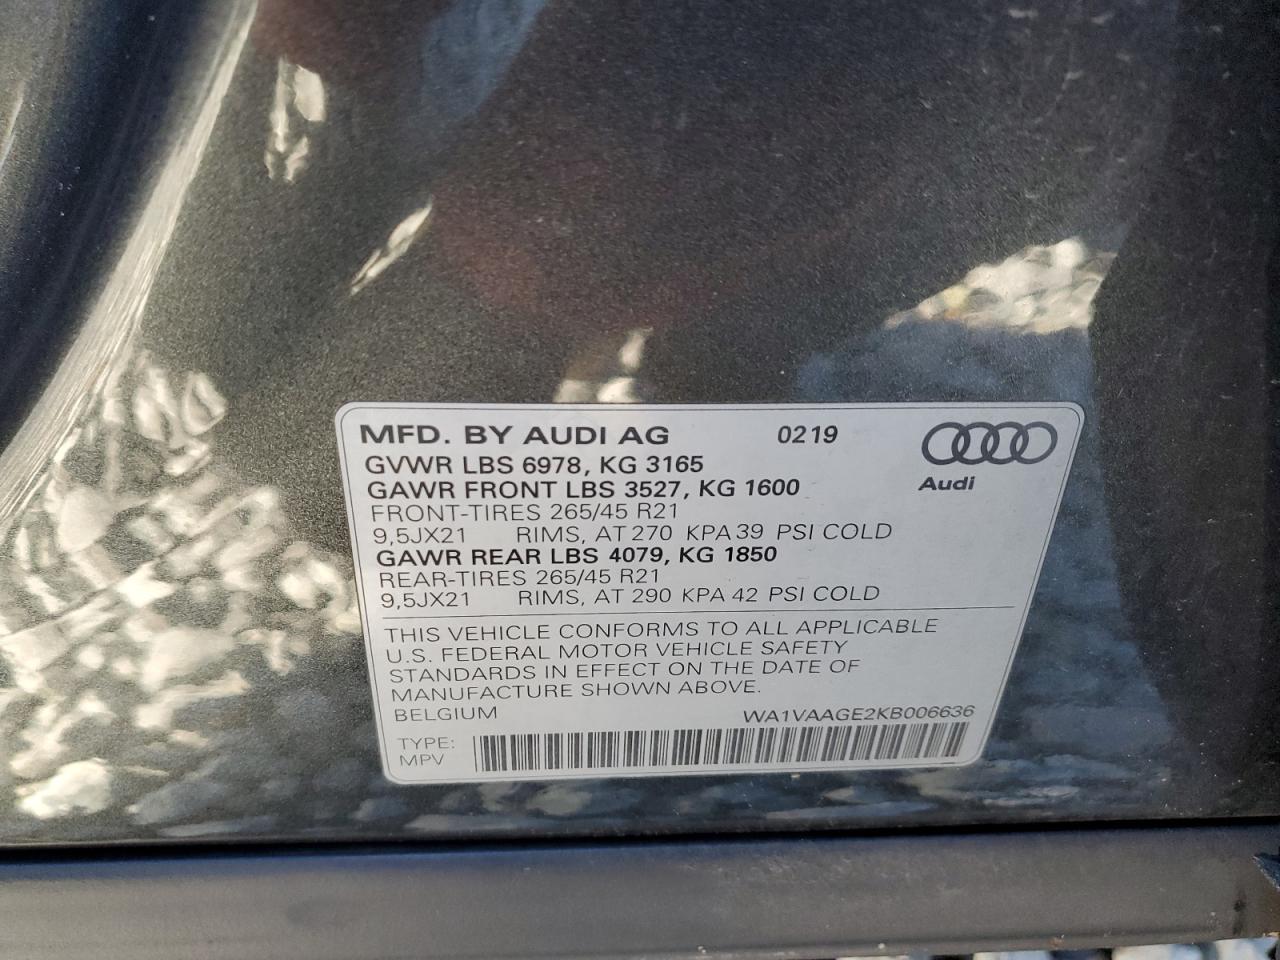 MFD. BY AUDI AG 0219
GVWR LBS 6978, KG 3165
GAWR FRONT LBS 3527, KG 1600
Audi
FRONT-TIRES 265/45 R21
9,5JX21 RIMS, AT 270 KPA 39 PSI COLD
GAWR REAR LBS 4079, KG 1850
REAR-TIRES 265/45 R21
9,5JX21 RIMS, AT 290 KPA 42 PSI COLD
THIS VEHICLE CONFORMS TO ALL APPLICABLE
U.S. FEDERAL MOTOR VEHICLE SAFETY
STANDARDS IN EFFECT ON THE DATE OF
MANUFACTURE SHOWN ABOVE.
BELGIUM WA1VAAGE2KB006636
TYPE:
MPV